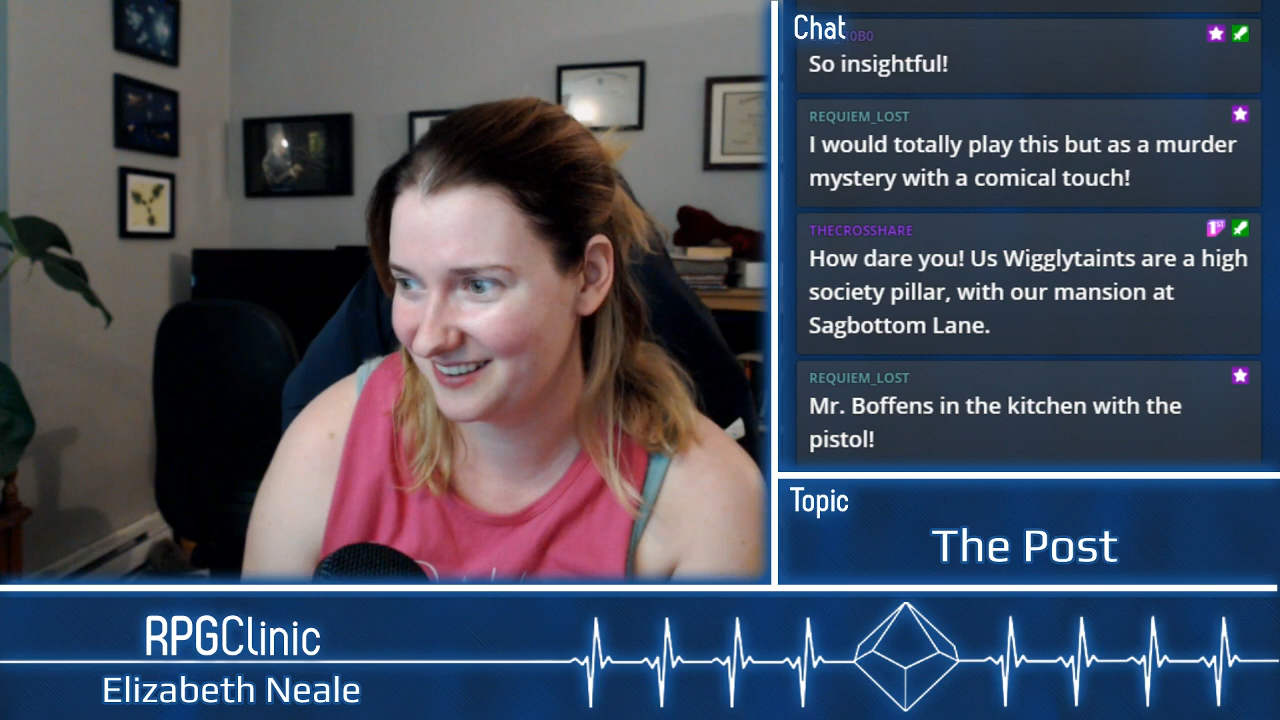 Chat
So insightful!
REQUIEM_LOST
I would totally play this but as a murder
mystery with a comical touch!
THECROSSHARE
How dare you! Us Wigglytaints are a high
society pillar, with our mansion at
Sagbottom Lane.
REQUIEM_LOST
Mr. Boffens in the kitchen with the
pistol!
Topic
The Post
RPGClinic
Elizabeth Neale